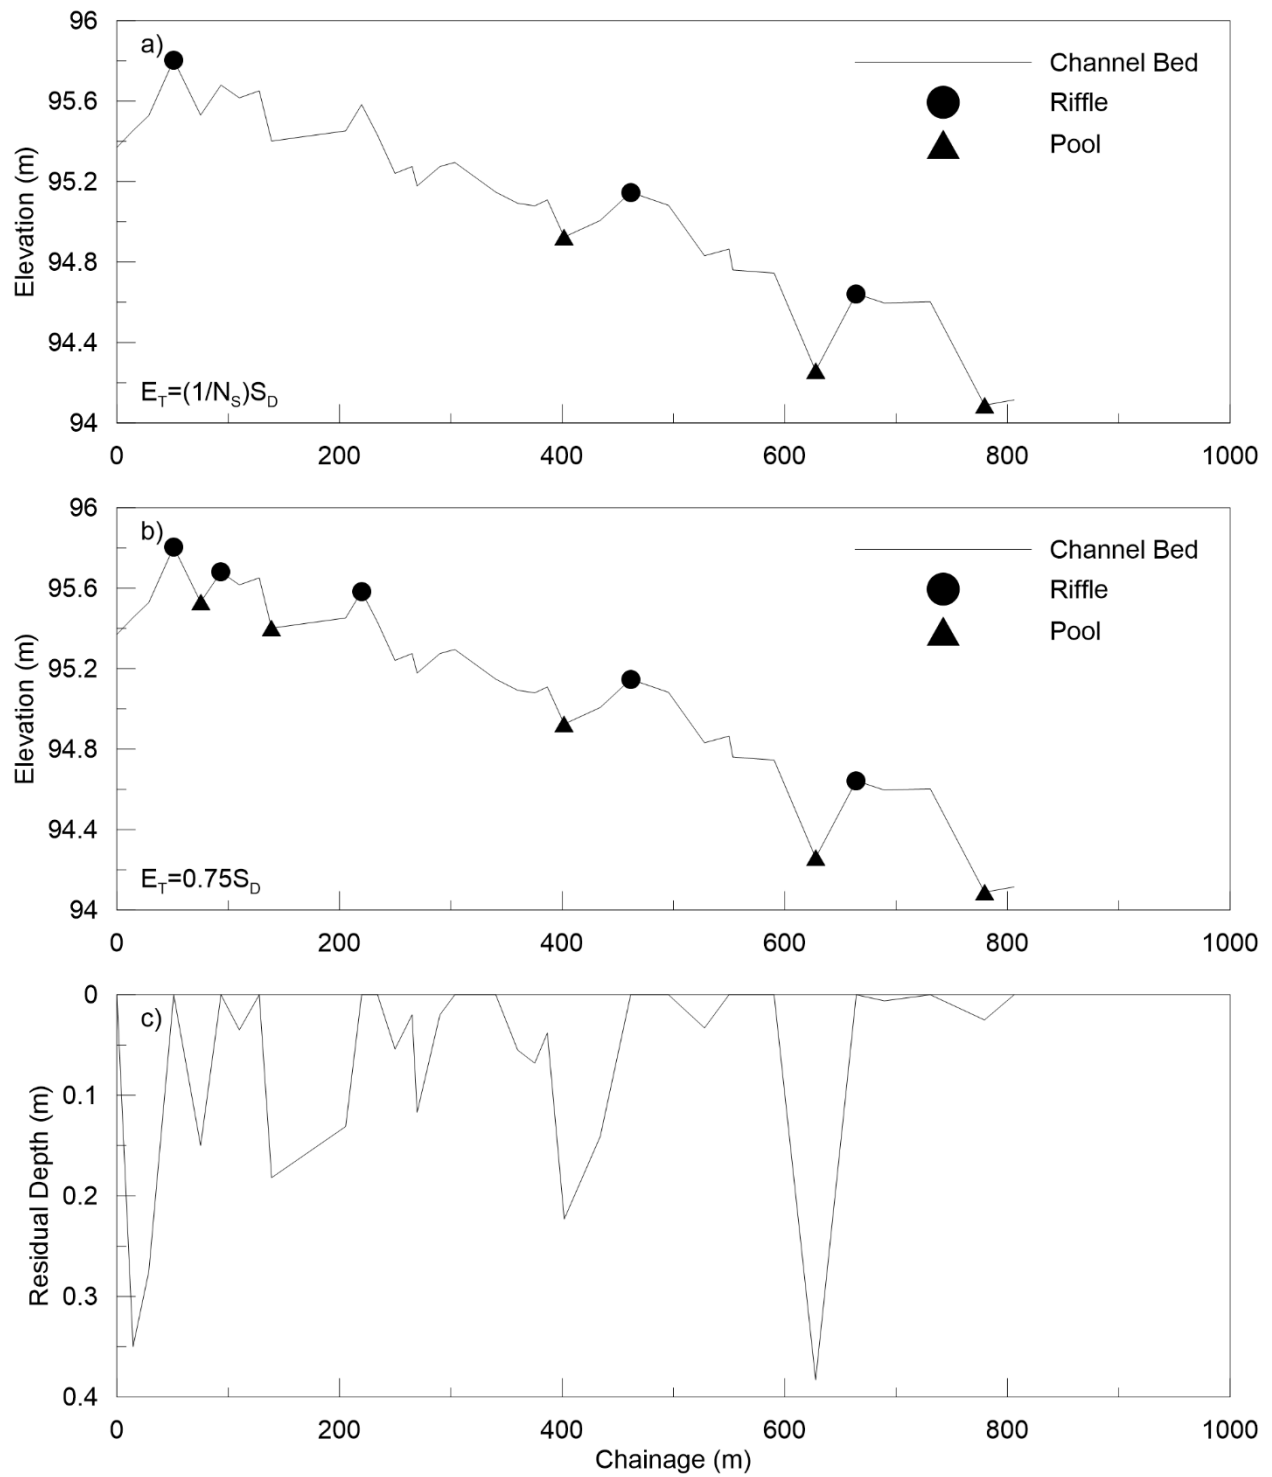 96
a)
Channel Bed
95.6
Riffle
Pool
95.2
Elevation (m)
94.8
94.4
E_T=(1/N_S)S_D
94
0 200 400 600 800 1000
96
b)
Channel Bed
95.6
Riffle
Pool
95.2
Elevation (m)
94.8
94.4
E_T=0.75S_D
94
0 200 400 600 800 1000
0
c)
0.1
Residual Depth (m)
0.2
0.3
0.4
0 200 400 600 800 1000
Chainage (m)